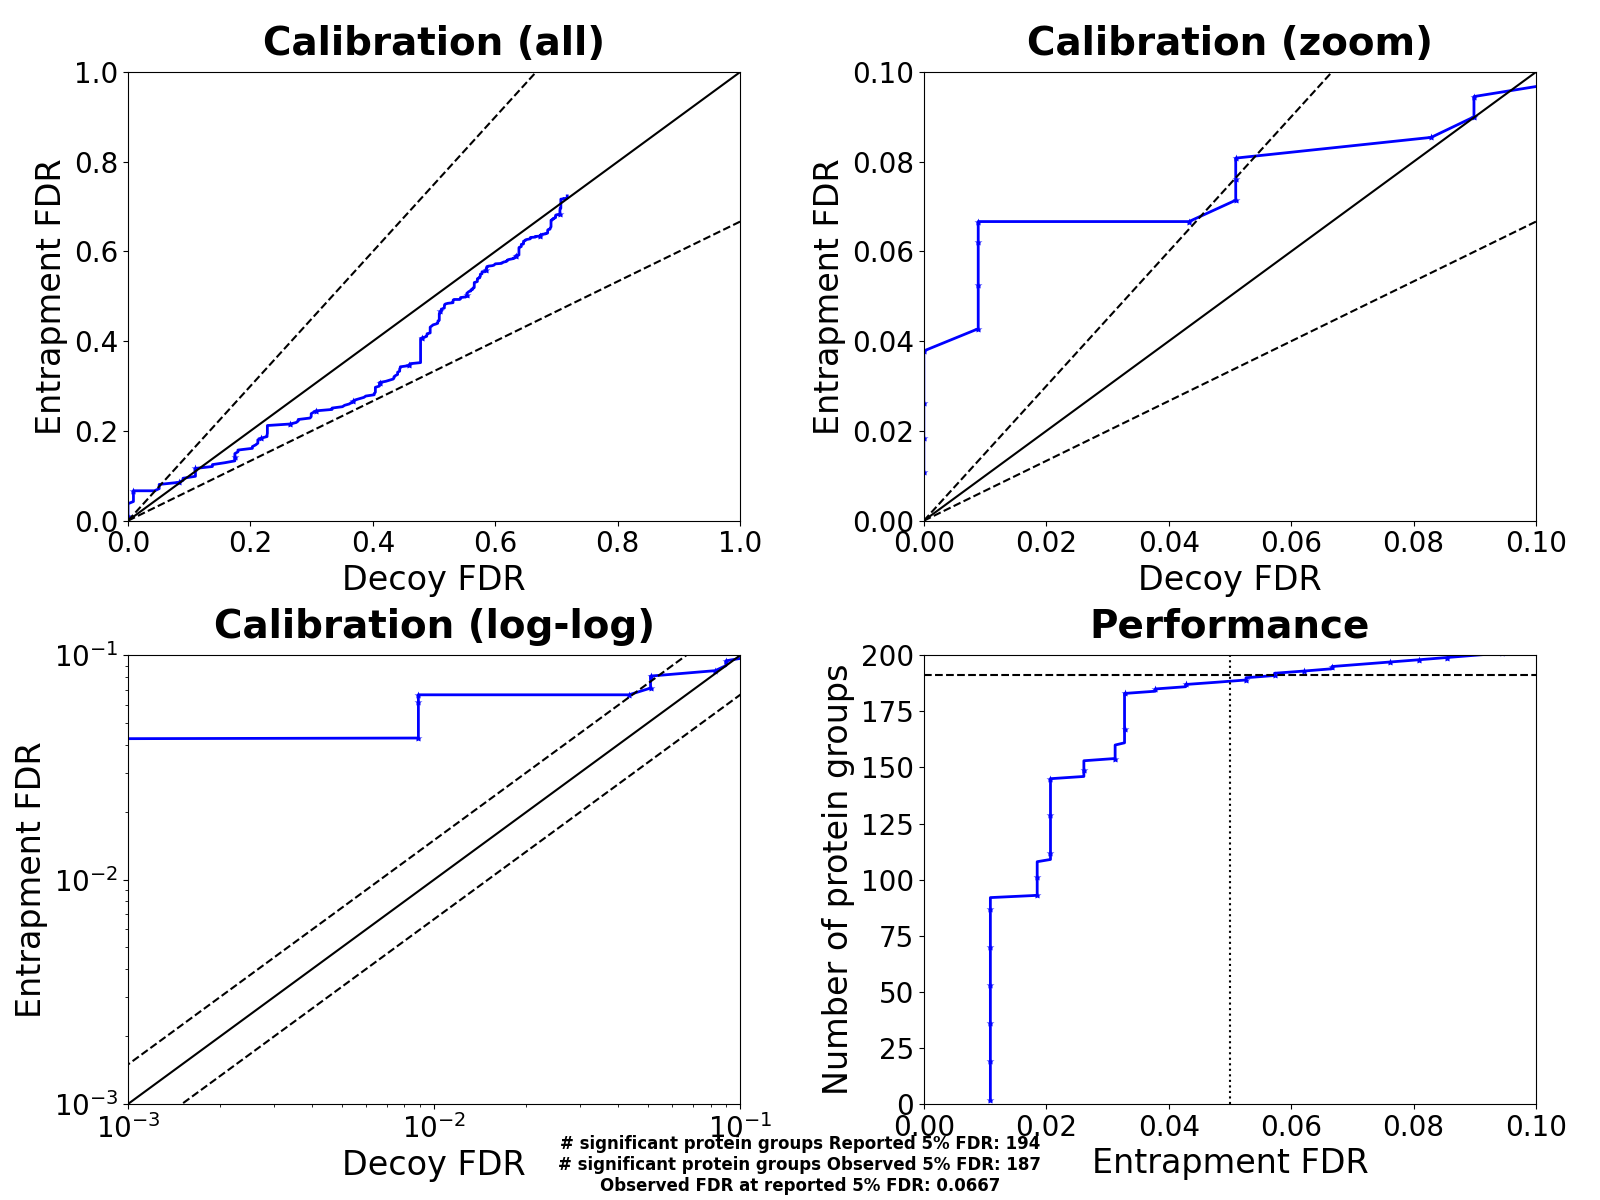 Calibration (all)
Entrapment FDR
1.0
0.8
0.6
0.4
0.2
0.0
0.0 0.2 0.4 0.6 0.8 1.0
Decoy FDR
Calibration (zoom)
Entrapment FDR
0.10
0.08
0.06
0.04
0.02
0.00
0.00 0.02 0.04 0.06 0.08 0.10
Decoy FDR
Calibration (log-log)
Entrapment FDR
10⁻¹
10⁻²
10⁻³
10⁻³ 10⁻² 10⁻¹
Decoy FDR
Performance
Number of protein groups
200
175
150
125
100
75
50
25
0
0.00 0.02 0.04 0.06 0.08 0.10
Entrapment FDR
# significant protein groups Reported 5% FDR: 194
# significant protein groups Observed 5% FDR: 187
Observed FDR at reported 5% FDR: 0.0667